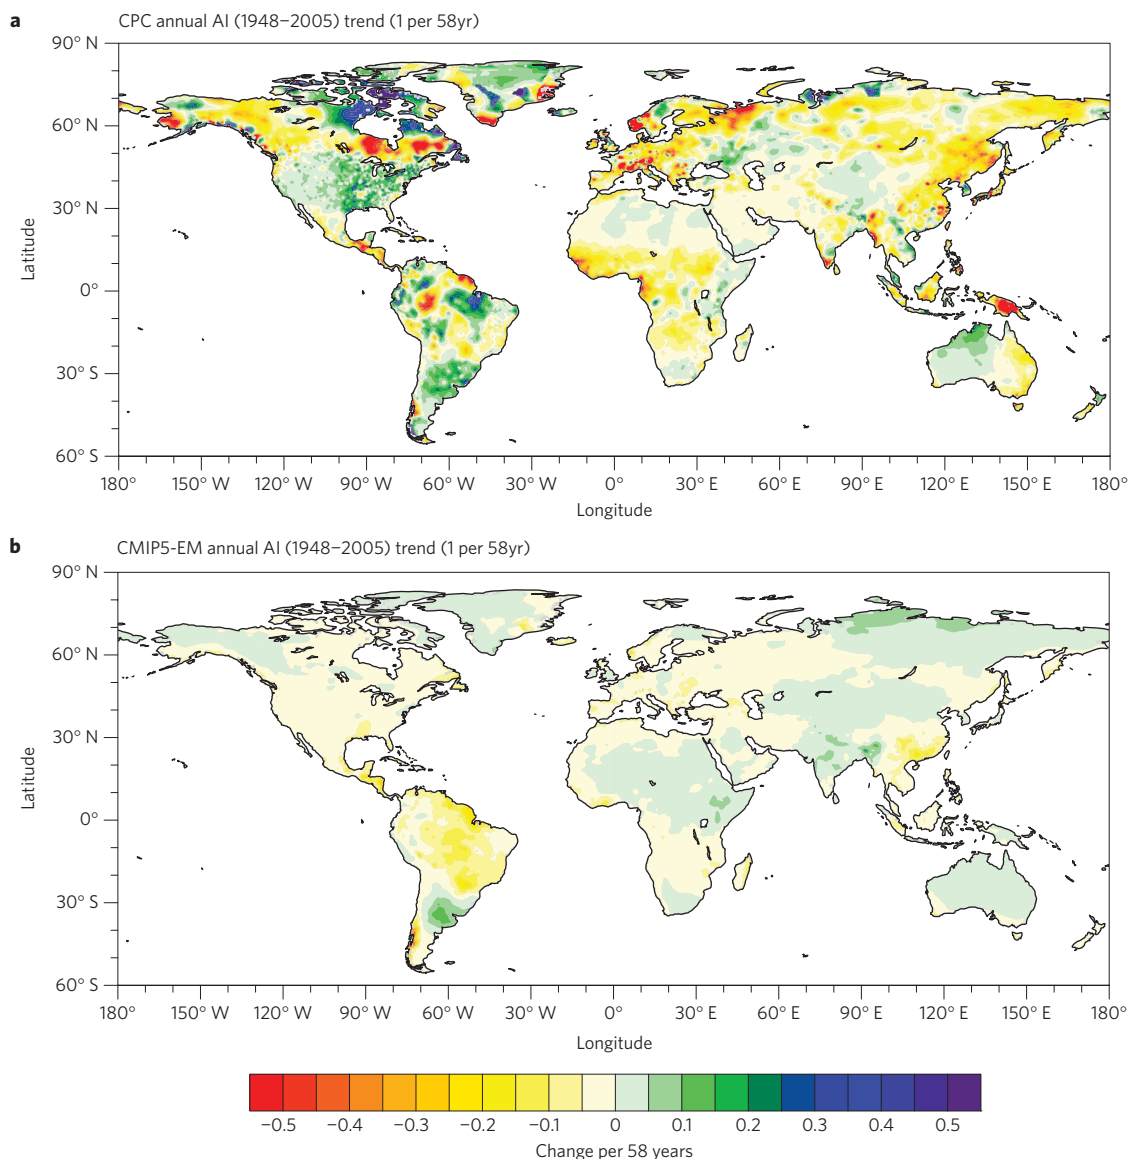 a CPC annual AI (1948–2005) trend (1 per 58yr)
90° N
60° N
30° N
0°
30° S
60° S
Latitude
180° 150° W 120° W 90° W 60° W 30° W 0° 30° E 60° E 90° E 120° E 150° E 180°
Longitude
b CMIP5-EM annual AI (1948–2005) trend (1 per 58yr)
90° N
60° N
30° N
0°
30° S
60° S
Latitude
180° 150° W 120° W 90° W 60° W 30° W 0° 30° E 60° E 90° E 120° E 150° E 180°
Longitude
−0.5 −0.4 −0.3 −0.2 −0.1 0 0.1 0.2 0.3 0.4 0.5
Change per 58 years